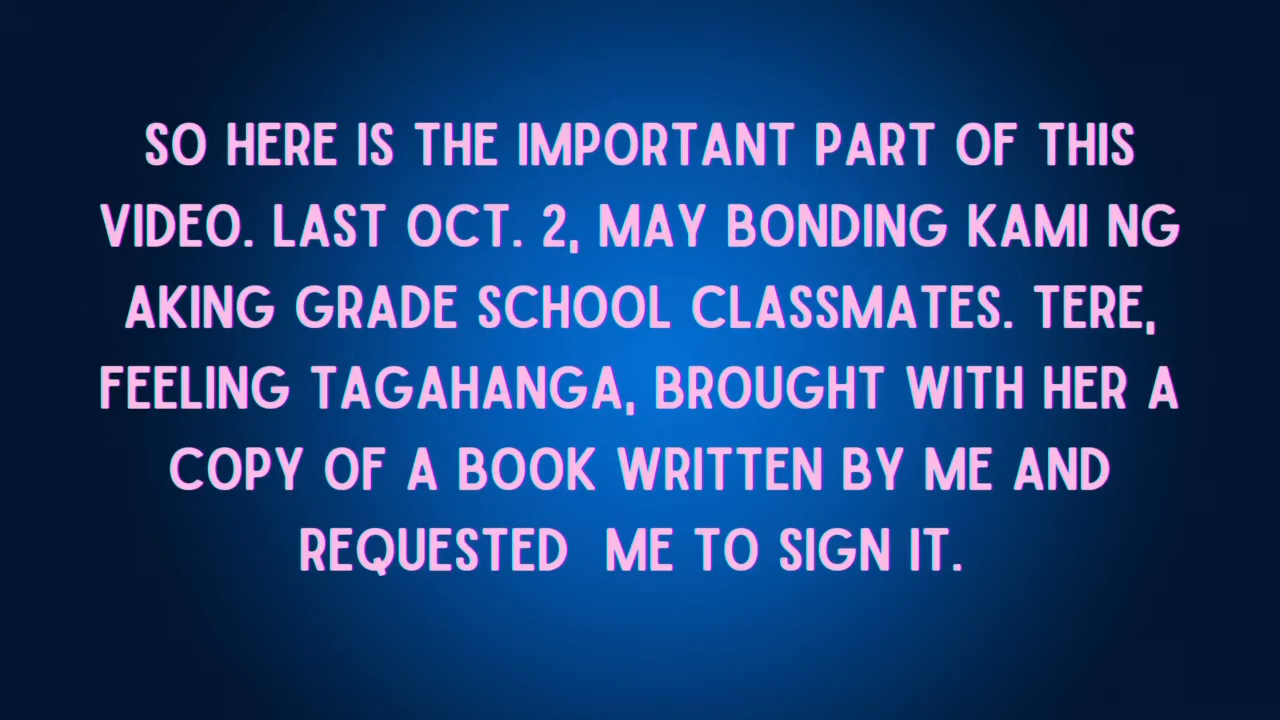 SO HERE IS THE IMPORTANT PART OF THIS
VIDEO. LAST OCT. 2, MAY BONDING KAMI NG
AKING GRADE SCHOOL CLASSMATES. TERE,
FEELING TAGAHANGA, BROUGHT WITH HER A
COPY OF A BOOK WRITTEN BY ME AND
REQUESTED  ME TO SIGN IT.